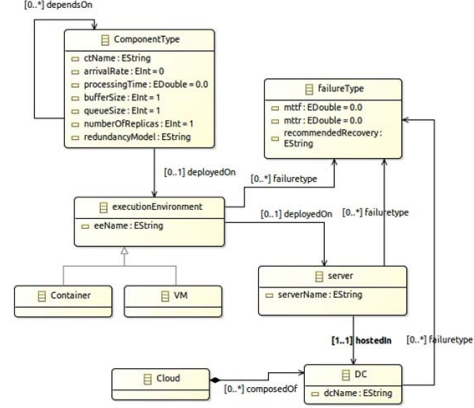 [0..*] dependsOn
ComponentType
ctName : EString
arrivalRate : EInt = 0
processingTime : EDouble = 0.0
bufferSize : EInt = 1
queueSize : EInt = 1
numberOfReplicas : EInt = 1
redundancyModel : EString
failureType
mttf : EDouble = 0.0
mttr : EDouble = 0.0
recommendedRecovery :
EString
[0..1] deployedOn
[0..*] failuretype
executionEnvironment
eeName : EString
[0..1] deployedOn
[0..*] failuretype
Container
VM
server
serverName : EString
[1..1] hostedIn
[0..*] failuretype
Cloud
[0..*] composedOf
DC
dcName : EString